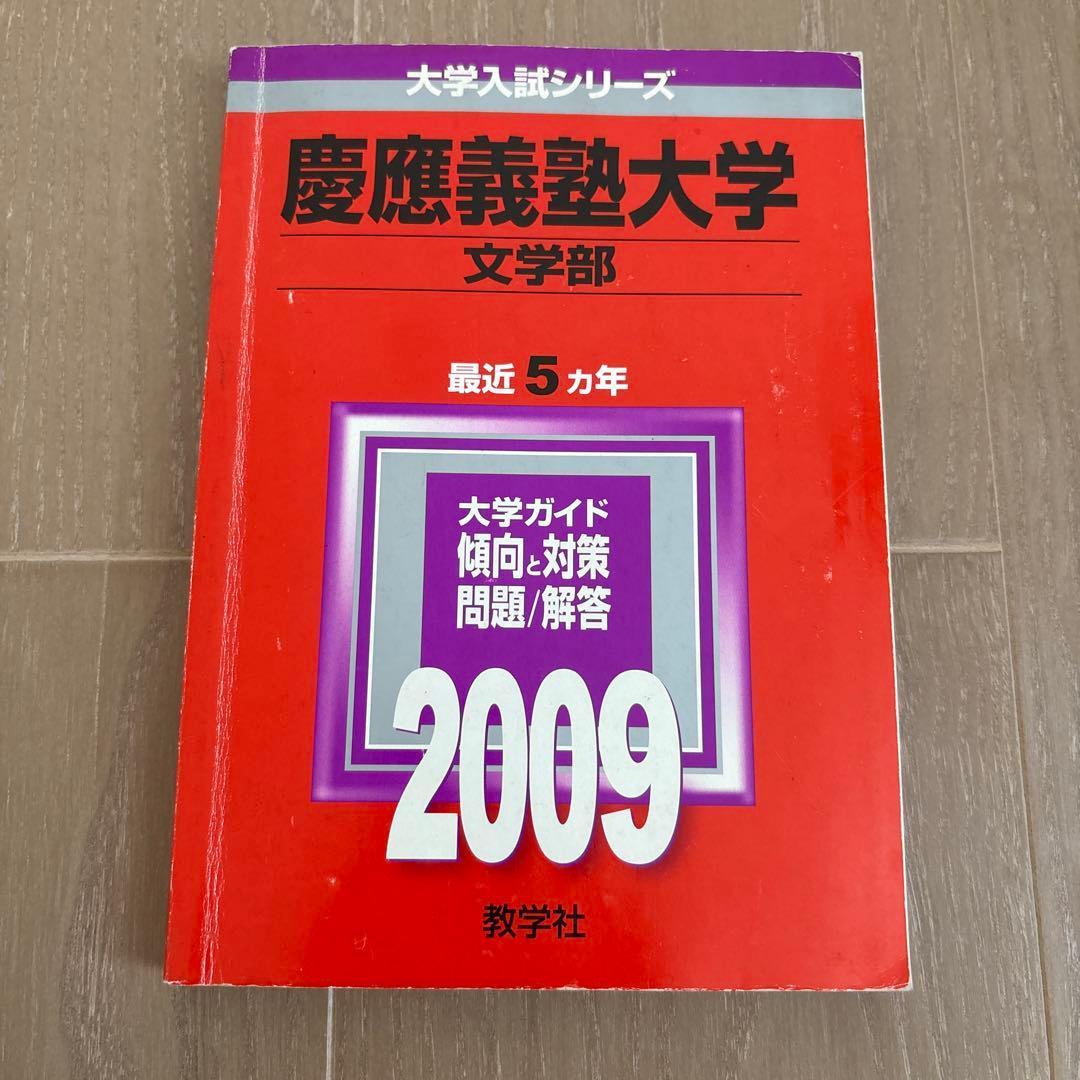 大学入試シリーズ
慶應義塾大学
文学部
最近5ヵ年
大学ガイド
傾向と対策
問題/解答
2009
教学社